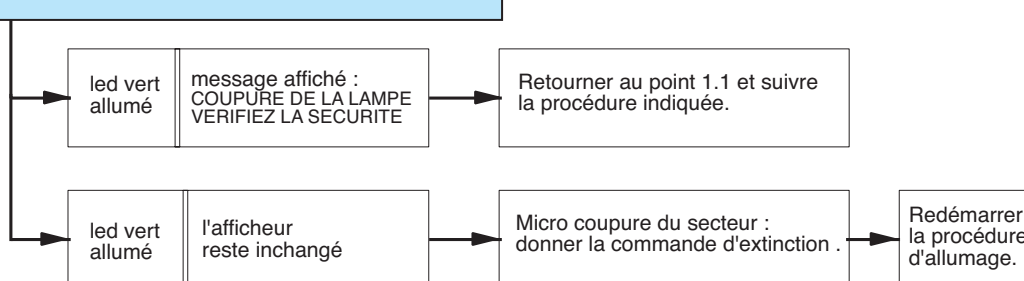 led vert
allumé
message affiché :
COUPURE DE LA LAMPE
VERIFIEZ LA SECURITE
Retourner au point 1.1 et suivre
la procédure indiquée.
led vert
allumé
l'afficheur
reste inchangé
Micro coupure du secteur :
donner la commande d'extinction .
Redémarrer
la procédure
d'allumage.